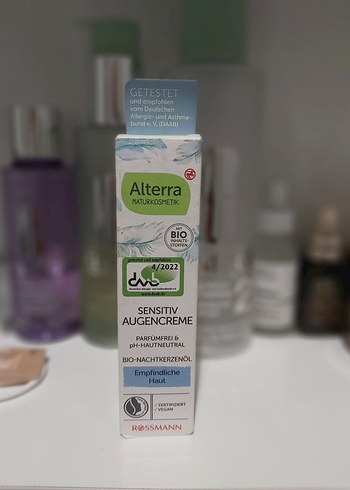 GETESTET
und empfohlen
vom Deutschen
Allergie- und Asthma-
bund e.V. (DAAB)
Alterra
NATURKOSMETIK
MIT
BIO
INHALTS-
STOFFEN
4/2022
daab
SENSITIV
AUGENCREME
PARFÜMFREI &
pH-HAUTNEUTRAL
BIO-NACHTKERZENÖL
Empfindliche
Haut
/ ZERTIFIZIERT
/ VEGAN
ROSSMANN